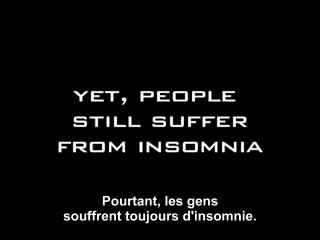 YET, PEOPLE
STILL SUFFER
FROM INSOMNIA
Pourtant, les gens
souffrent toujours d'insomnie.